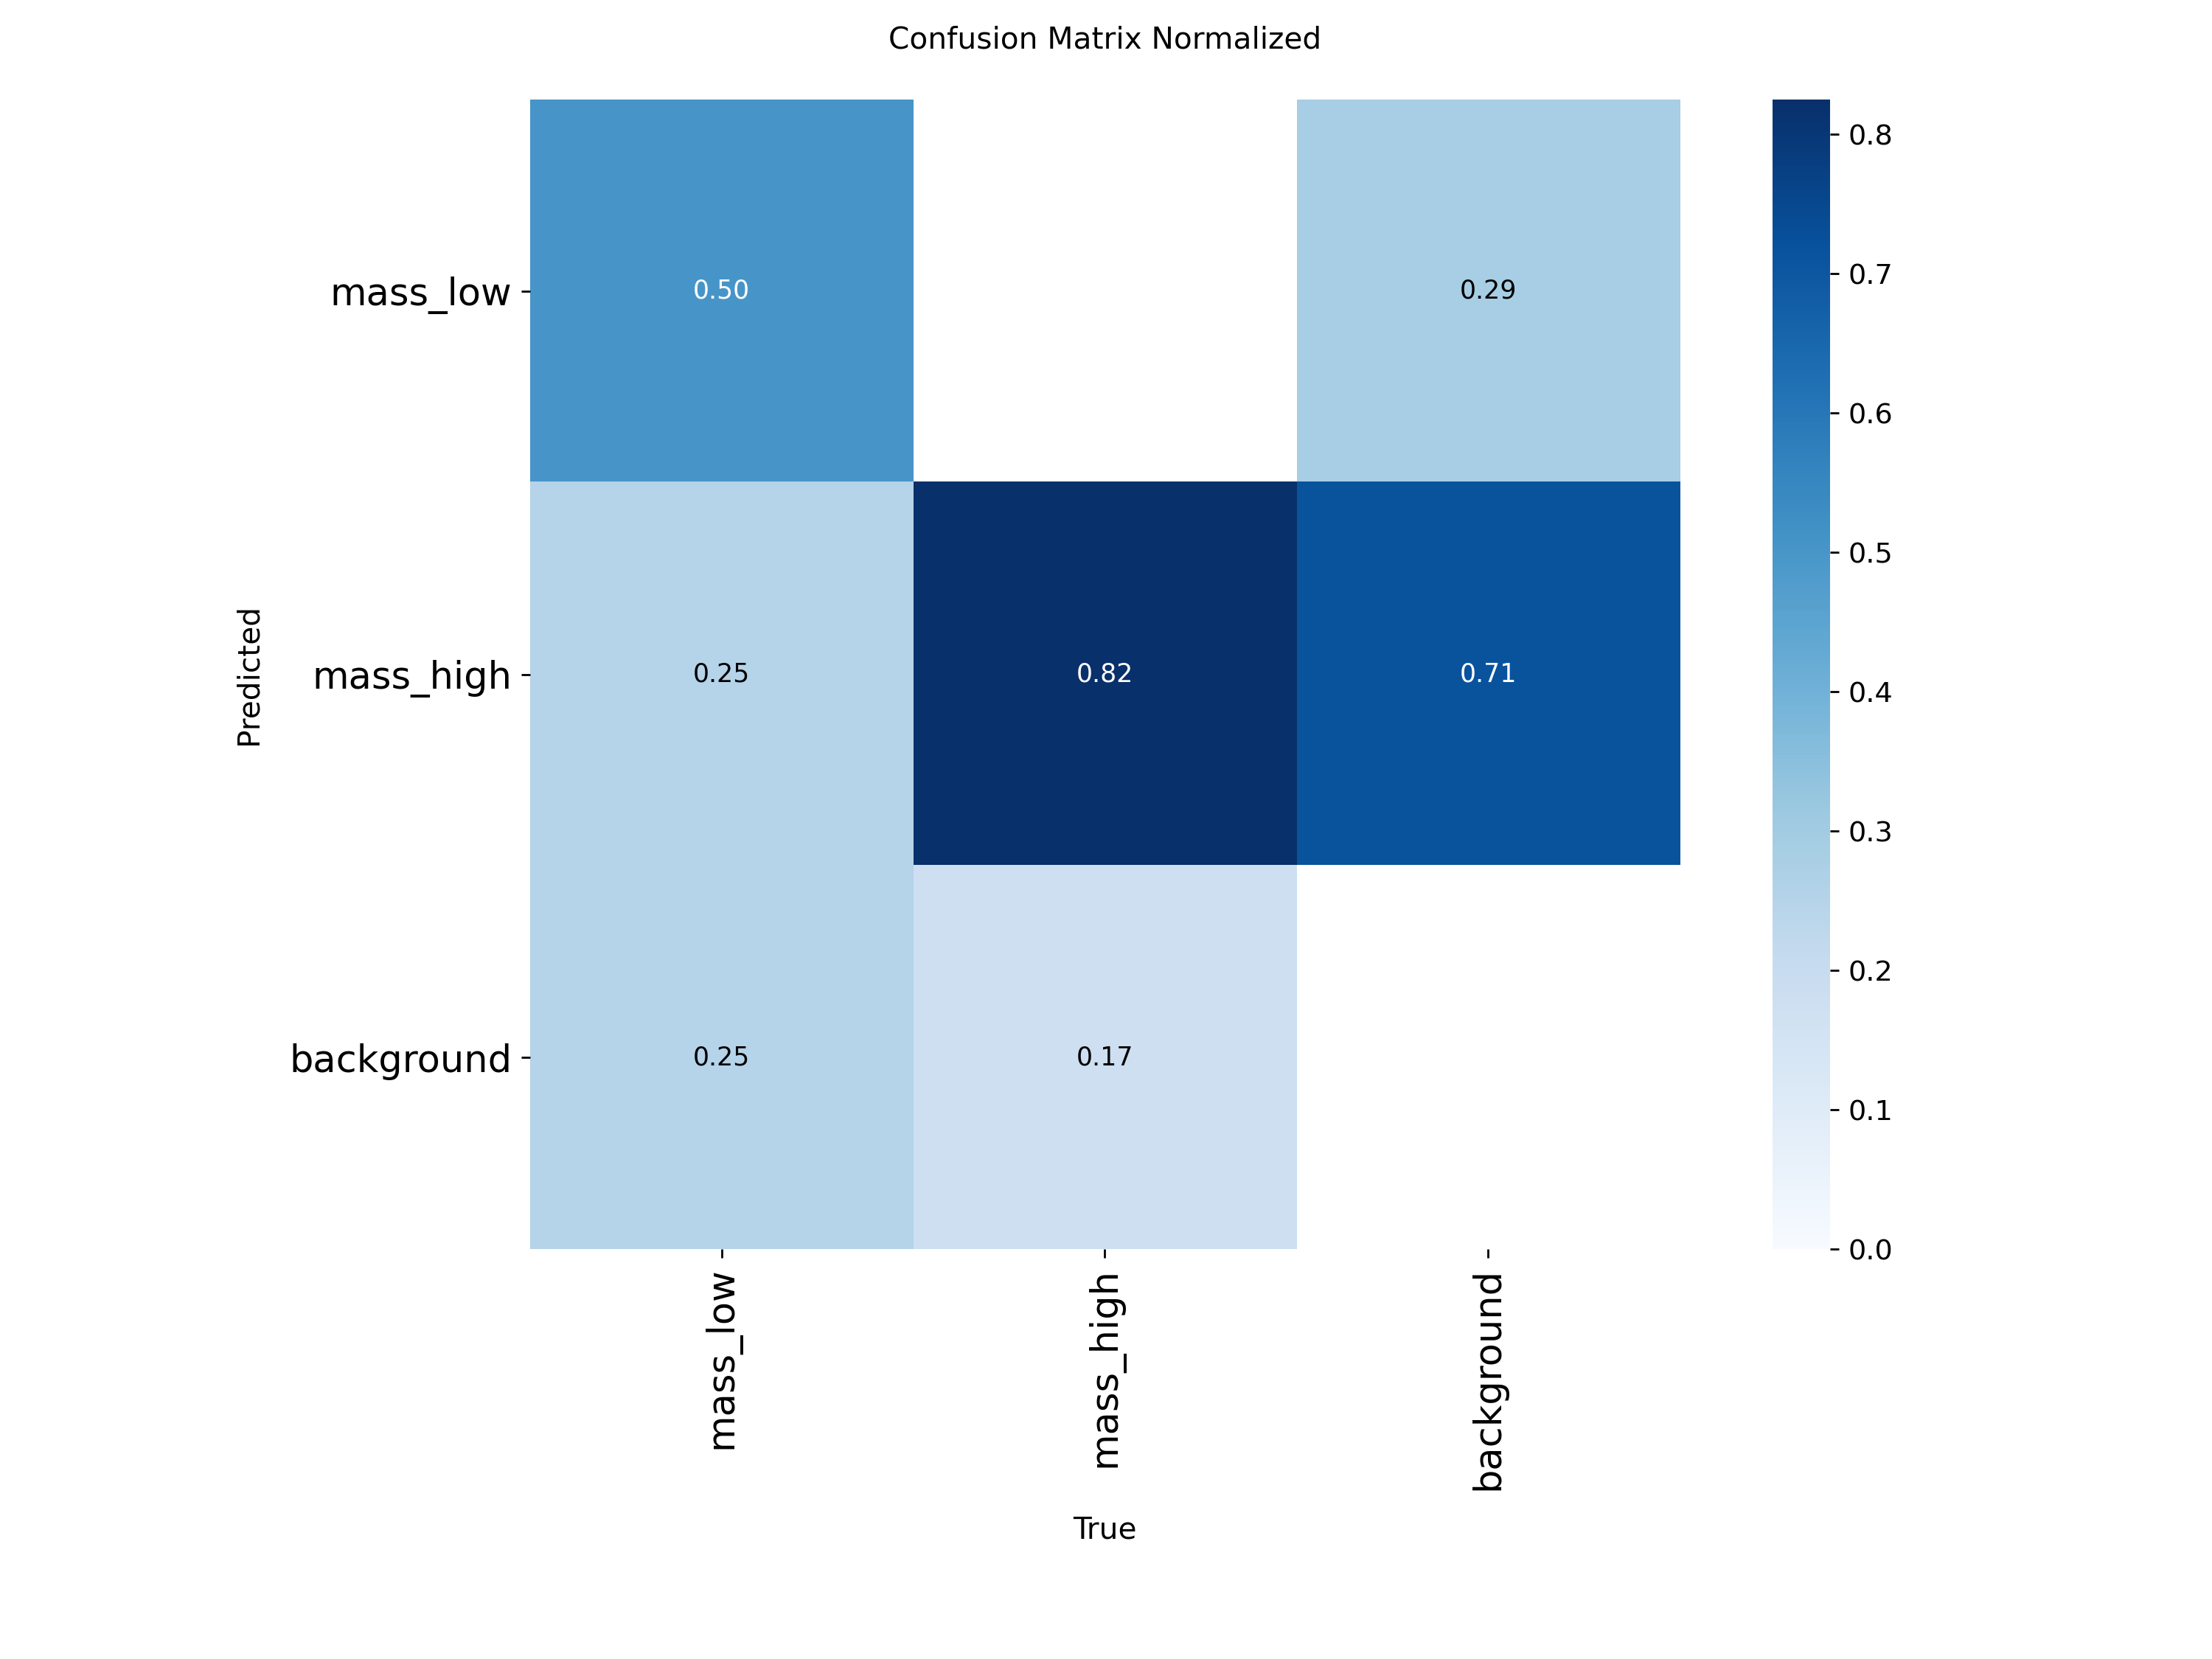 Confusion Matrix Normalized
mass_low
0.50
0.29
mass_high
0.25
0.82
0.71
background
0.25
0.17
Predicted
mass_low
mass_high
background
True
0.8
0.7
0.6
0.5
0.4
0.3
0.2
0.1
0.0